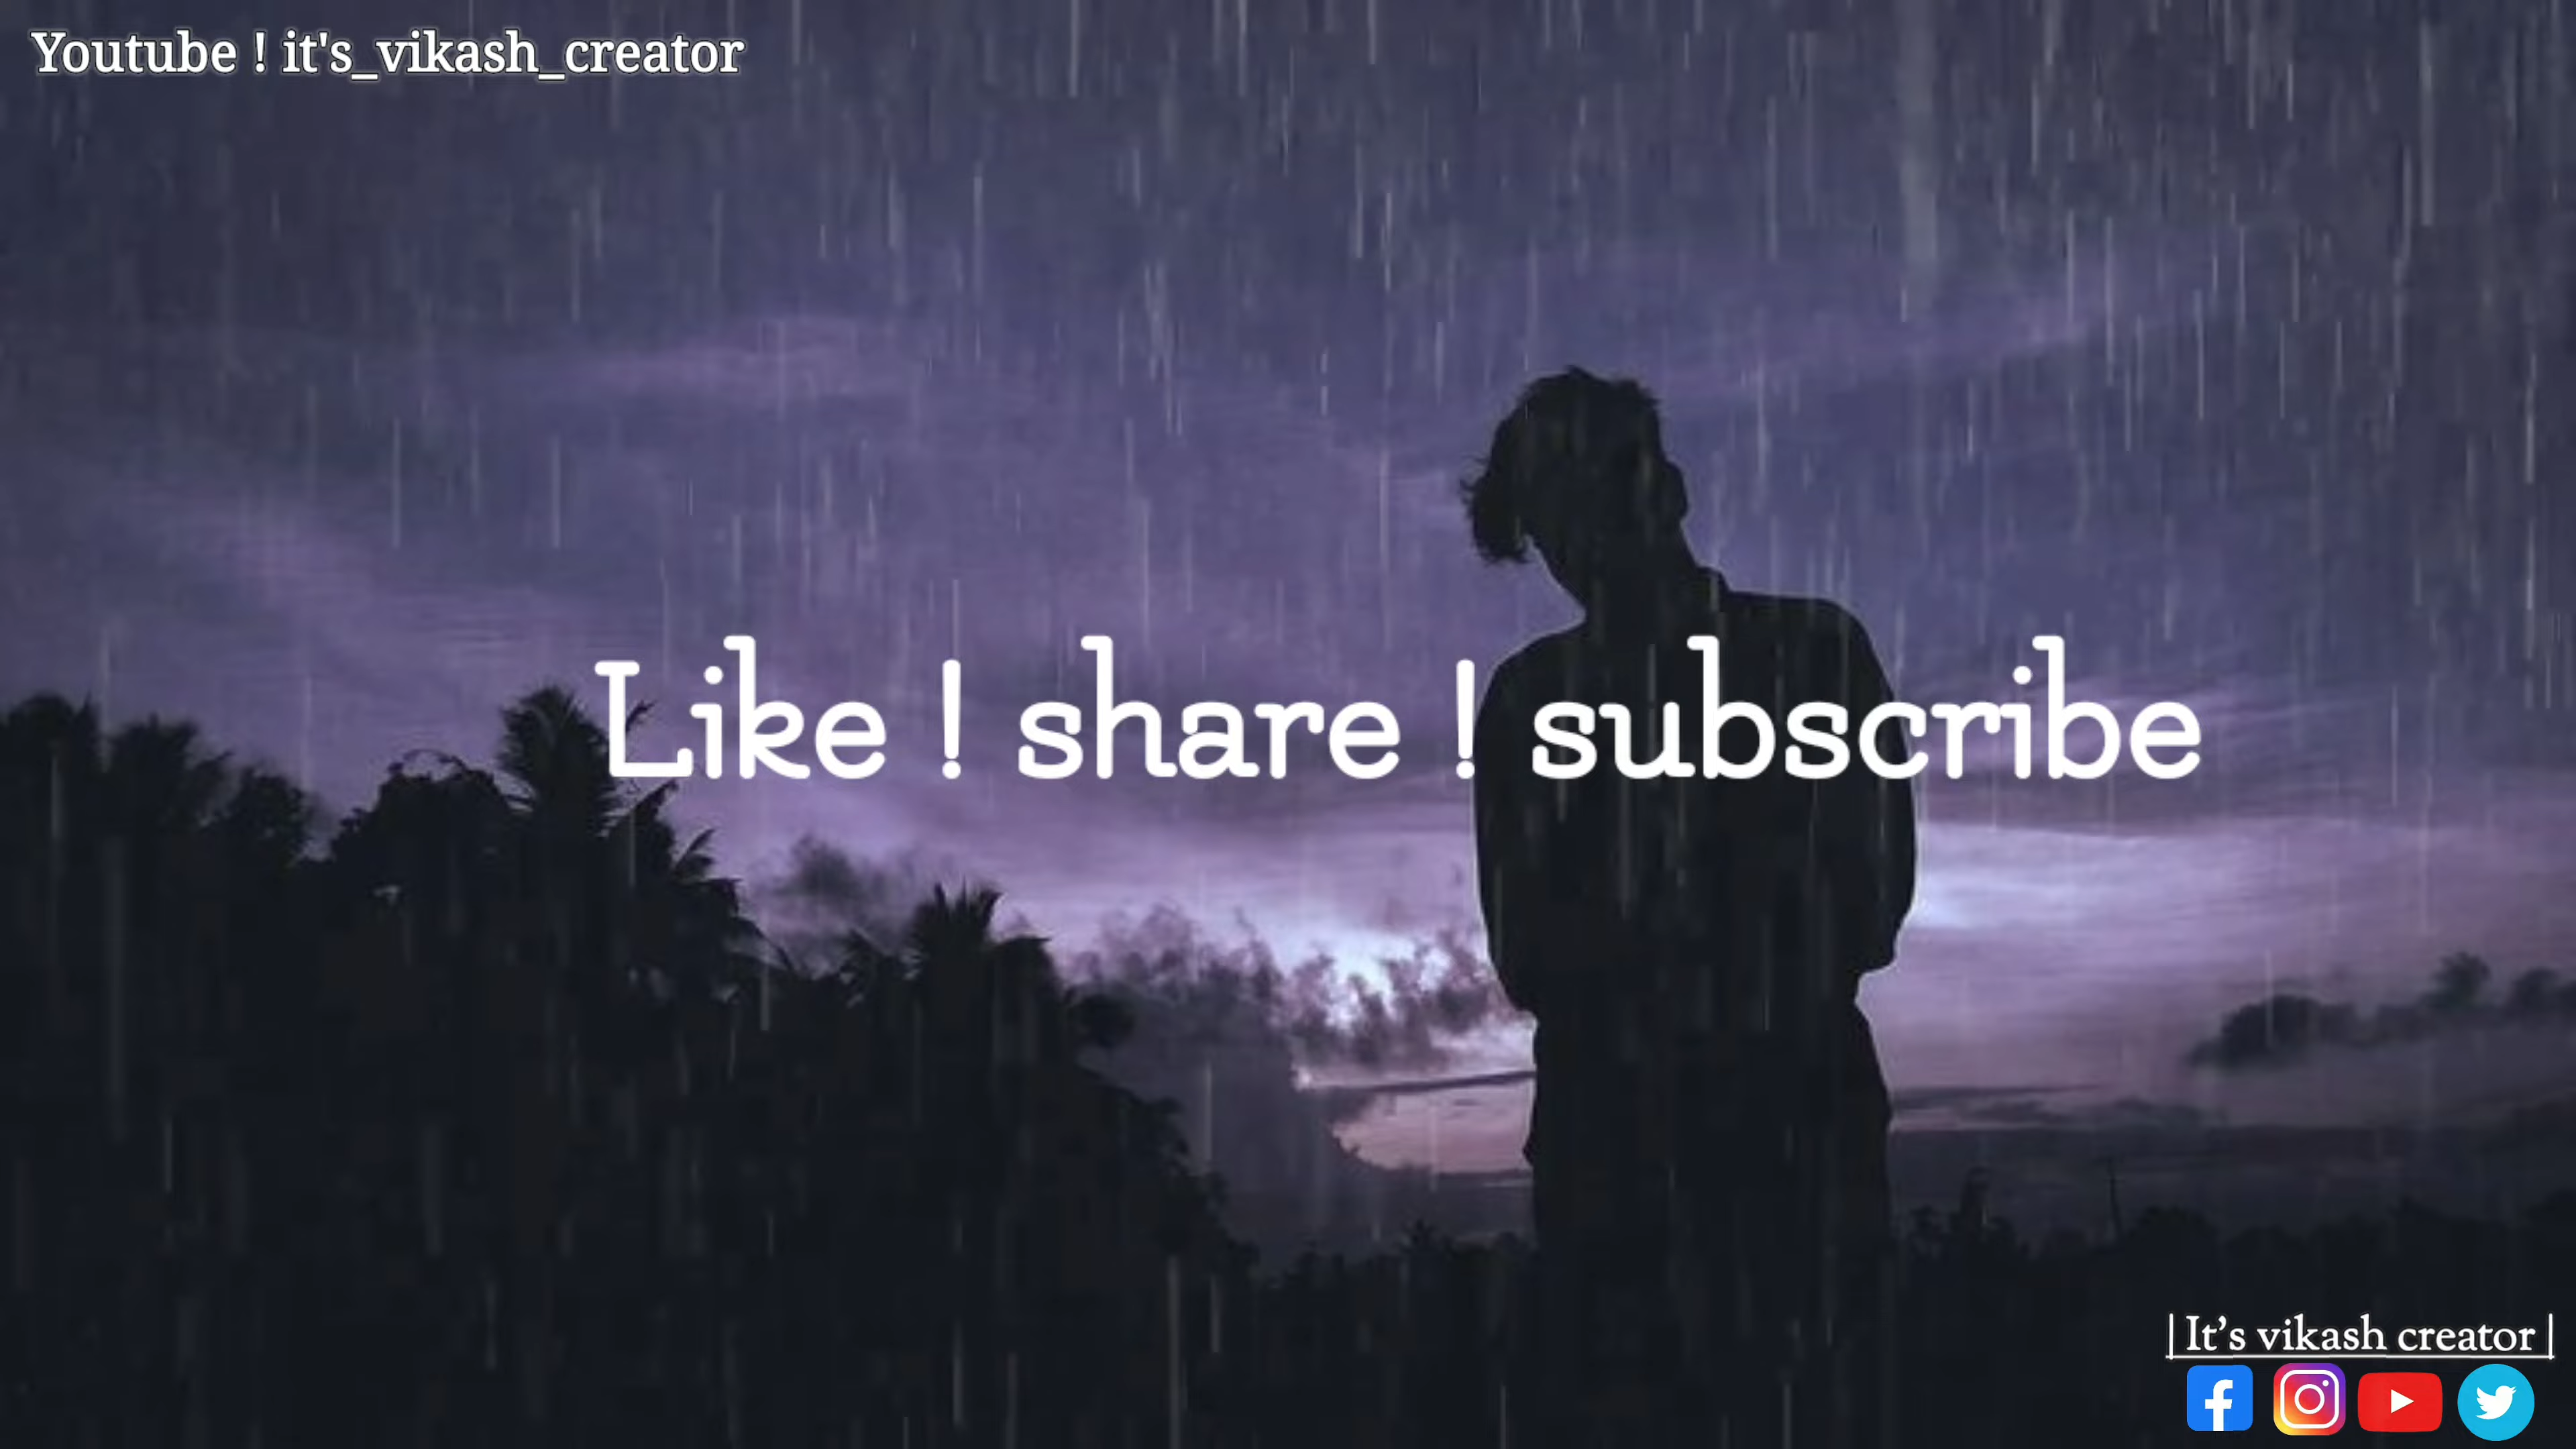 Youtube ! it's_vikash_creator
Like ! share ! subscribe
| It's vikash creator |